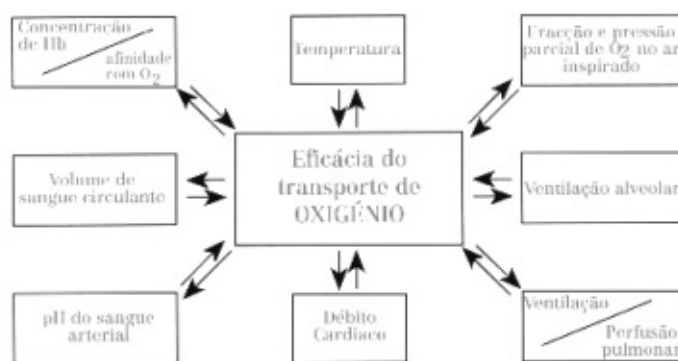 Concentração
de Hb
afinidade
com O2
Temperatura
Fracção e pressão
parcial de O2 no ar
inspirado
Volume de
sangue circulante
Eficácia do
transporte de
OXIGÉNIO
Ventilação alveolar
pH do sangue
arterial
Débito
Cardiaco
Ventilação
Perfusão
pulmonar